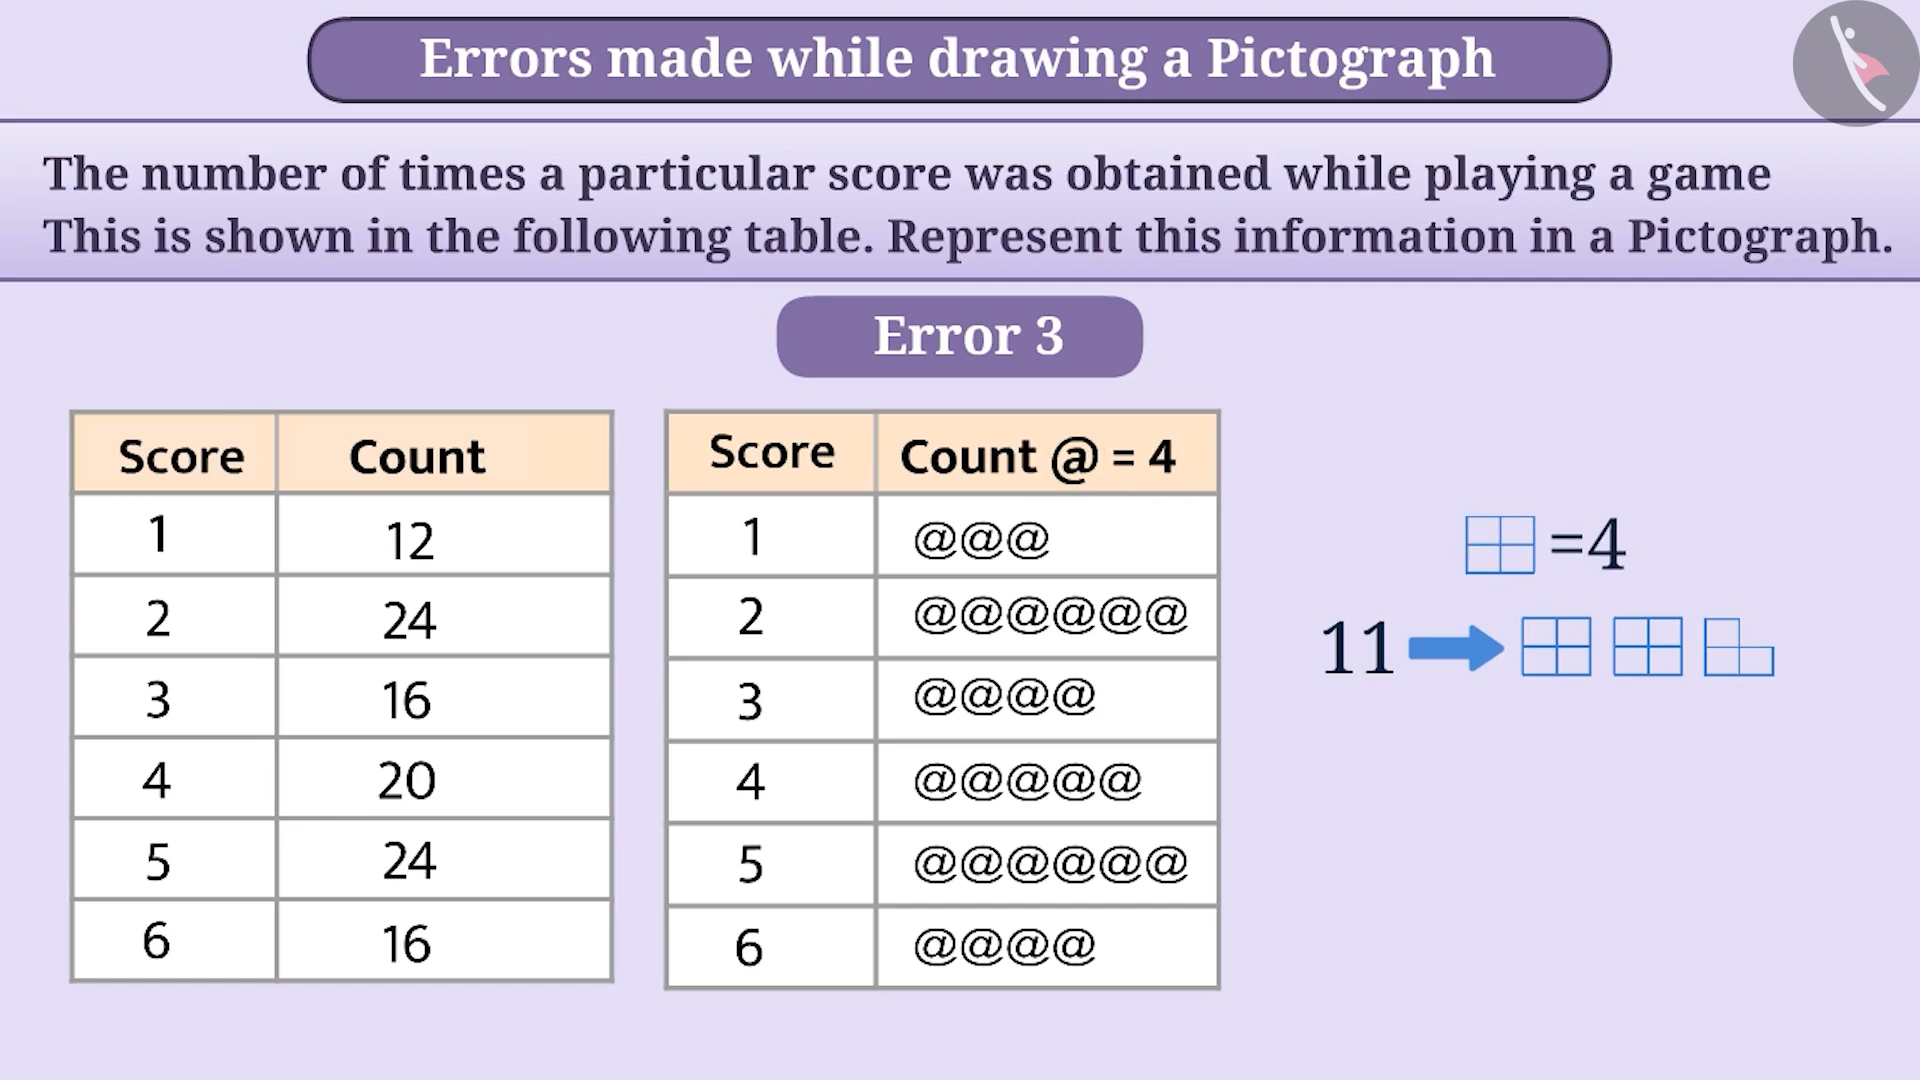 Errors made while drawing a Pictograph
The number of times a particular score was obtained while playing a game
This is shown in the following table. Represent this information in a Pictograph.
Error 3
Score Count
1 12
2 24
3 16
4 20
5 24
6 16
Score Count @ = 4
1 @@@
2 @@@@@@
3 @@@@
4 @@@@@
5 @@@@@@
6 @@@@
=4
11